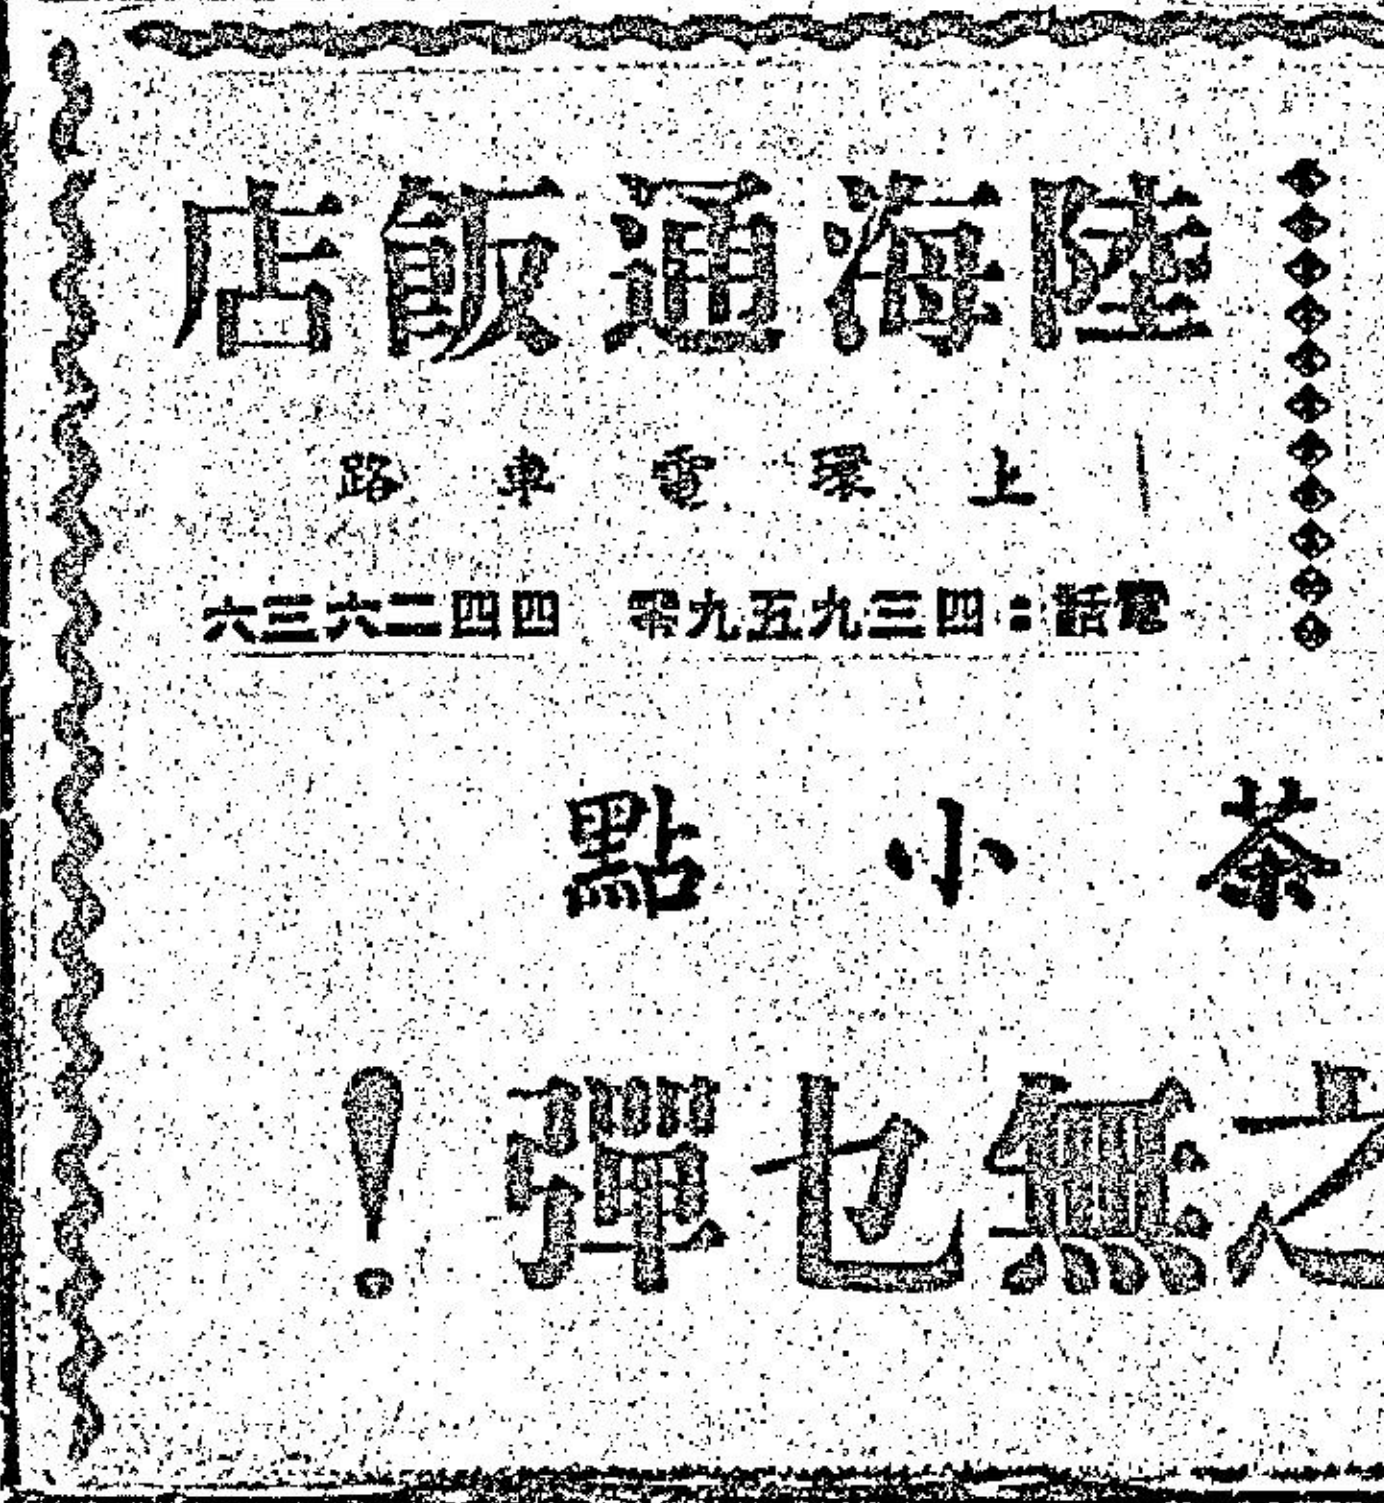 陸海通飯店
上環電車路
電話：四三九五九零 四四二六三六
茶小點
之無乜彈！